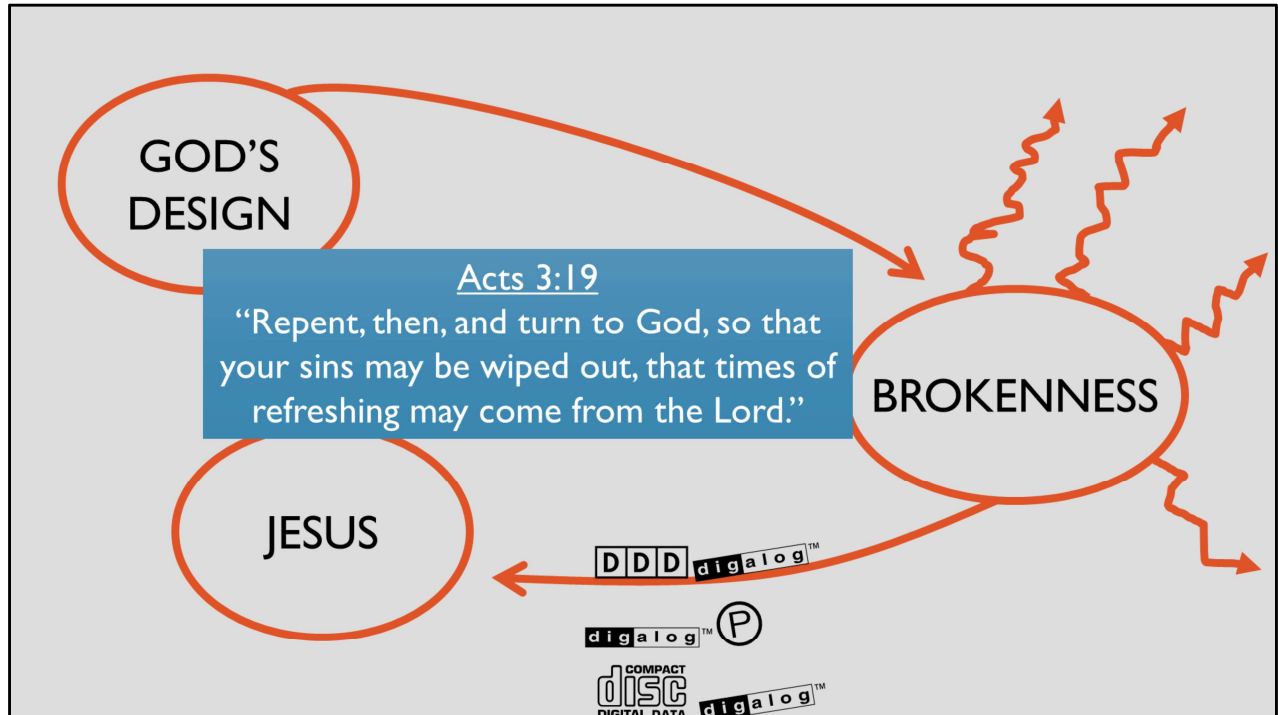 GOD'S
DESIGN
Acts 3:19
“Repent, then, and turn to God, so that
your sins may be wiped out, that times of
refreshing may come from the Lord.”
BROKENNESS
JESUS
DDD digalog™
digalog™ Ⓟ
COMPACT
disc
DIGITAL DATA digalog™